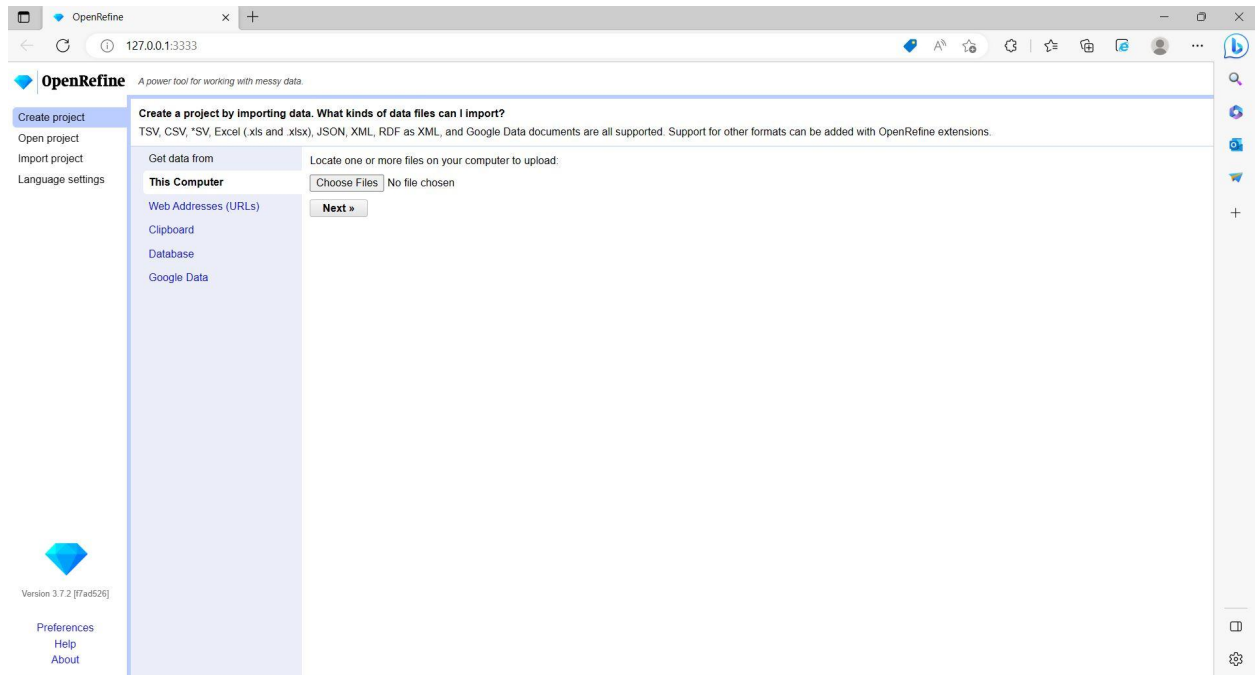 OpenRefine
127.0.0.1:3333
OpenRefine A power tool for working with messy data.
Create project
Open project
Import project
Language settings
Create a project by importing data. What kinds of data files can I import?
TSV, CSV, *SV, Excel (.xls and .xlsx), JSON, XML, RDF as XML, and Google Data documents are all supported. Support for other formats can be added with OpenRefine extensions.
Get data from
This Computer
Web Addresses (URLs)
Clipboard
Database
Google Data
Locate one or more files on your computer to upload:
Choose Files No file chosen
Next »
Version 3.7.2 [f7ad526]
Preferences
Help
About